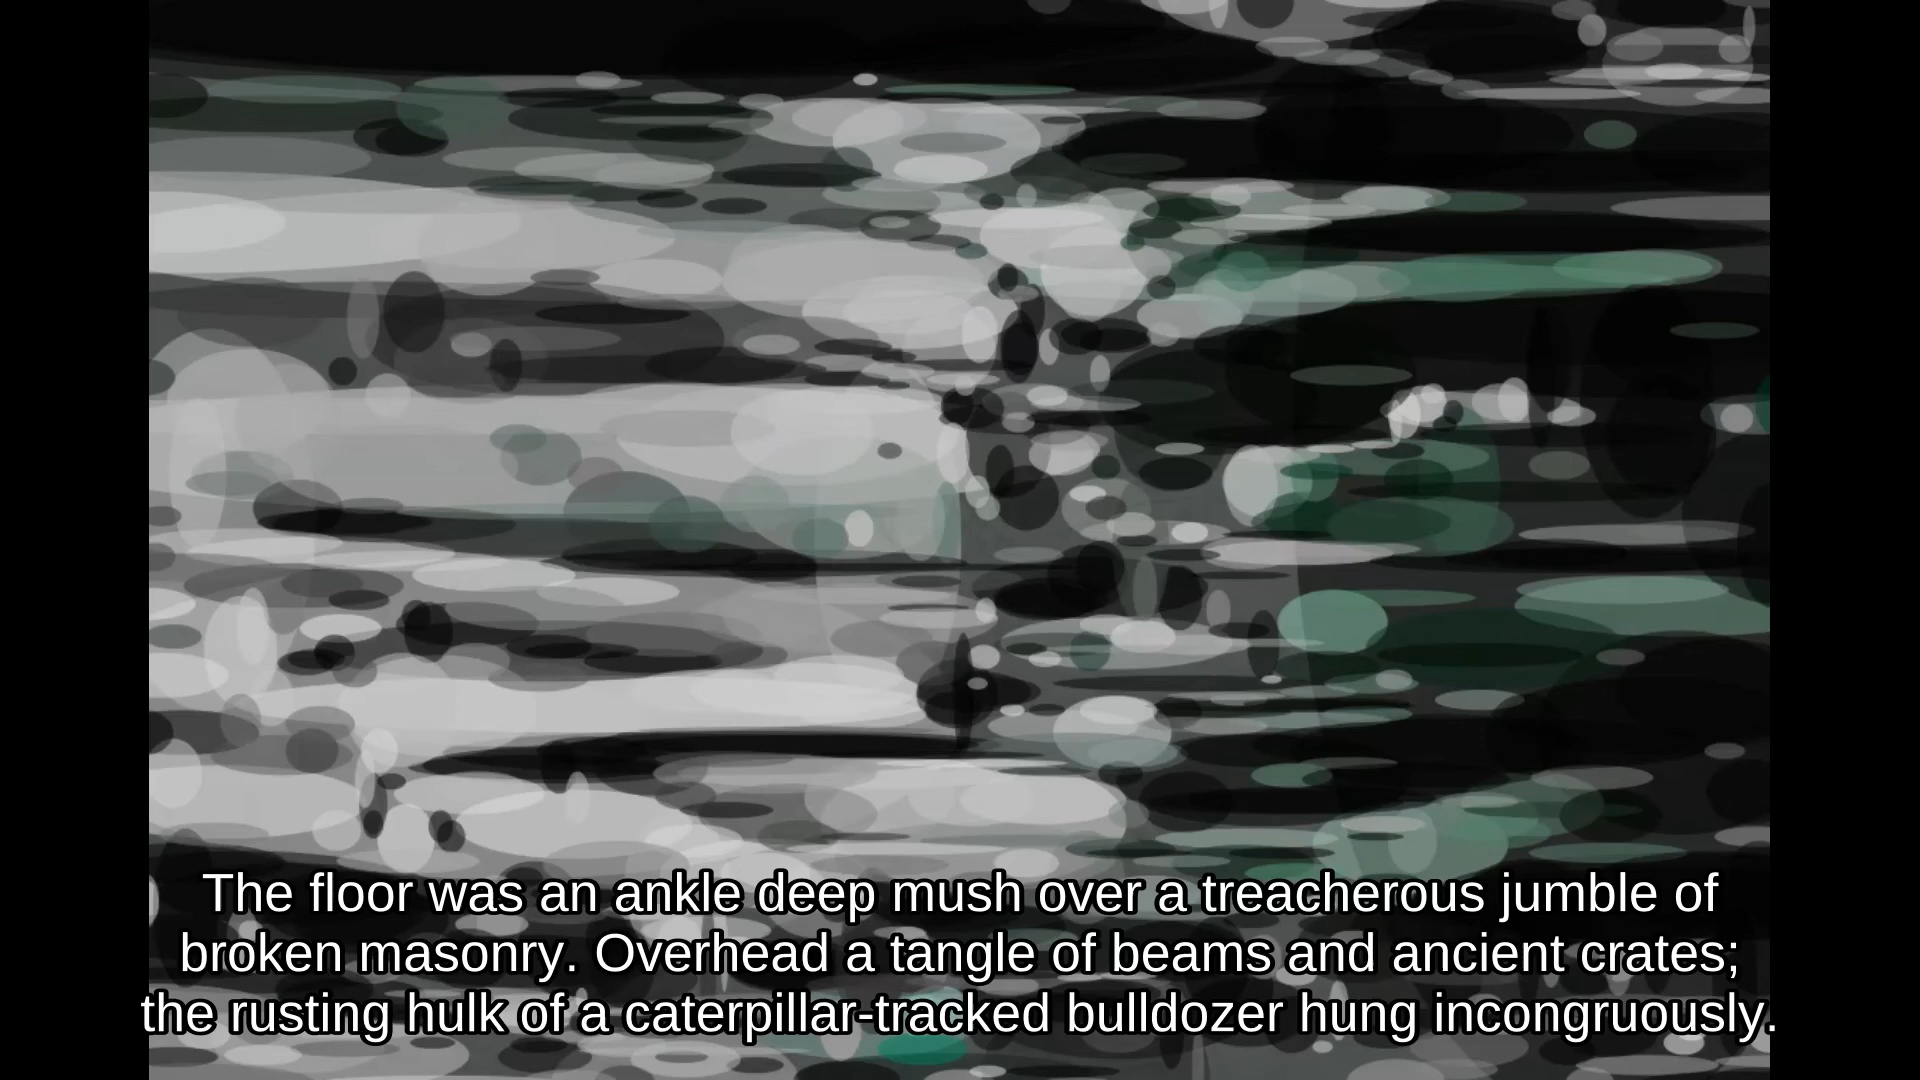 The floor was an ankle deep mush over a treacherous jumble of
broken masonry. Overhead a tangle of beams and ancient crates;
the rusting hulk of a caterpillar-tracked bulldozer hung incongruously.